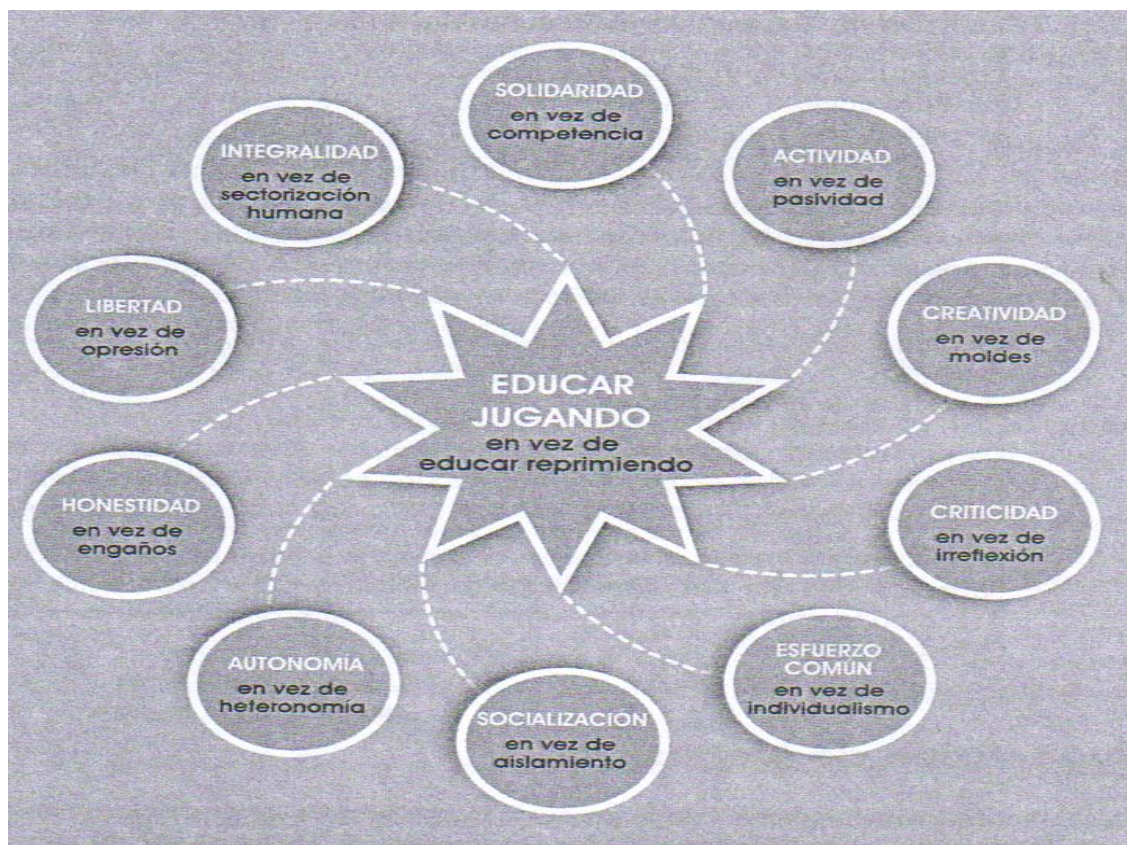 SOLIDARIDAD
en vez de
competencia
ACTIVIDAD
en vez de
pasividad
CREATIVIDAD
en vez de
moldes
CRITICIDAD
en vez de
irreflexión
ESFUERZO
COMÚN
en vez de
individualismo
SOCIALIZACIÓN
en vez de
aislamiento
AUTONOMÍA
en vez de
heteronomía
HONESTIDAD
en vez de
engaños
LIBERTAD
en vez de
opresión
INTEGRALIDAD
en vez de
sectorización
humana
EDUCAR
JUGANDO
en vez de
educar reprimiendo